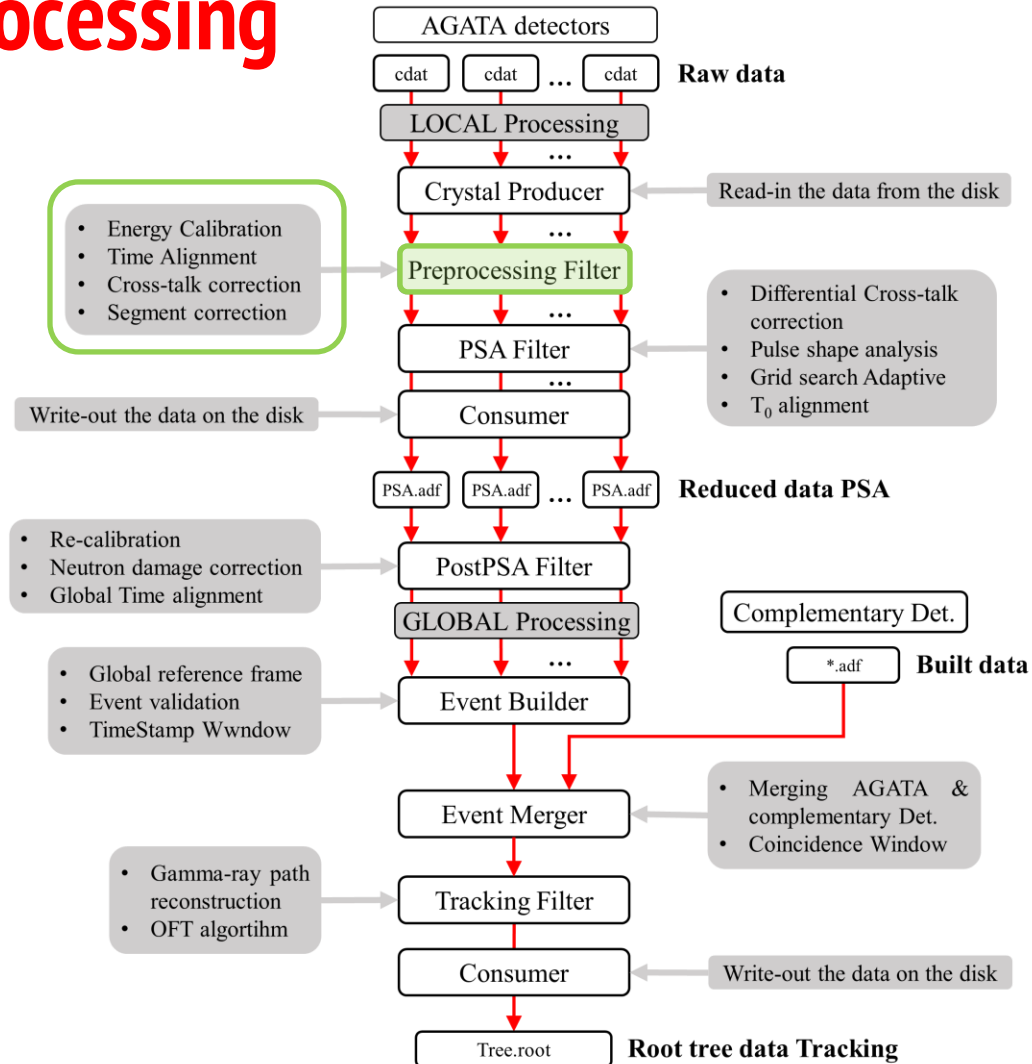 ocessing
AGATA detectors
cdat cdat ... cdat Raw data
LOCAL Processing
...
Crystal Producer
Read-in the data from the disk
...
• Energy Calibration
• Time Alignment
• Cross-talk correction
• Segment correction
Preprocessing Filter
...
• Differential Cross-talk
correction
• Pulse shape analysis
• Grid search Adaptive
• T₀ alignment
PSA Filter
...
Write-out the data on the disk
Consumer
PSA.adf PSA.adf ... PSA.adf Reduced data PSA
• Re-calibration
• Neutron damage correction
• Global Time alignment
PostPSA Filter
GLOBAL Processing
...
Complementary Det.
*.adf Built data
• Global reference frame
• Event validation
• TimeStamp Wwndow
Event Builder
Event Merger
• Merging AGATA &
complementary Det.
• Coincidence Window
• Gamma-ray path
reconstruction
• OFT algortihm
Tracking Filter
Consumer
Write-out the data on the disk
Tree.root Root tree data Tracking